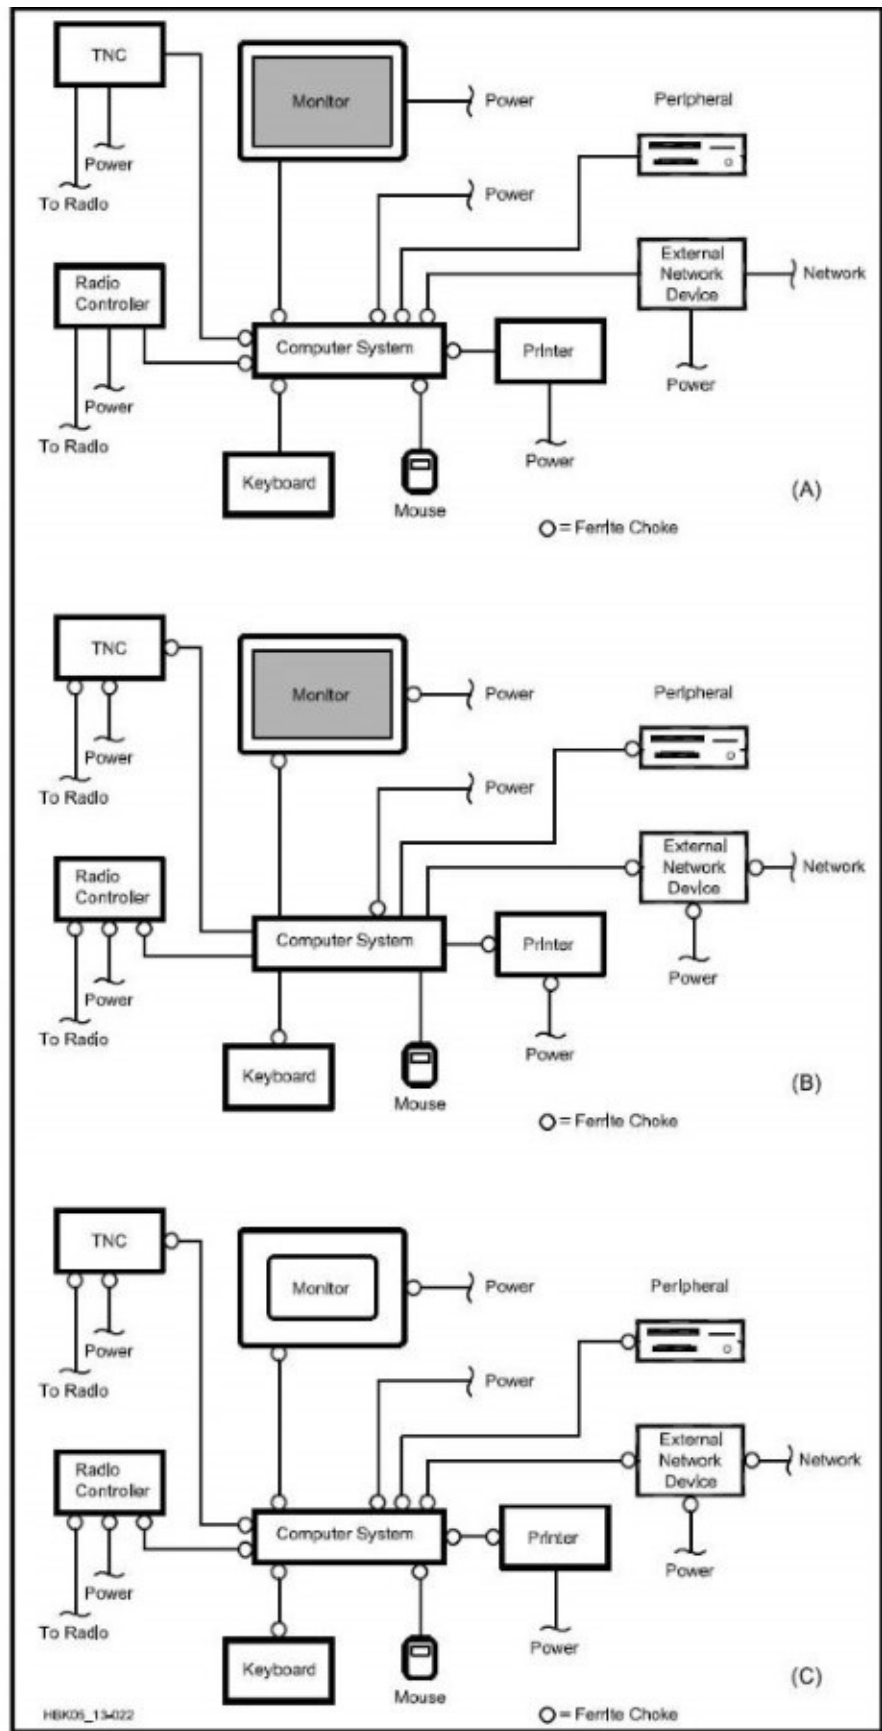 TNC
Monitor
Power
Peripheral
Power
To Radio
Power
External
Network
Device
Network
Radio
Controller
Computer System
Printer
Power
Power
To Radio
Power
Keyboard
Mouse
(A)
= Ferrite Choke
TNC
Monitor
Power
Peripheral
Power
To Radio
Power
External
Network
Device
Network
Radio
Controller
Computer System
Printer
Power
Power
To Radio
Power
Keyboard
Mouse
(B)
= Ferrite Choke
TNC
Monitor
Power
Peripheral
Power
To Radio
Power
External
Network
Device
Network
Radio
Controller
Computer System
Printer
Power
Power
To Radio
Power
Keyboard
Mouse
(C)
HBK05_13-022
= Ferrite Choke